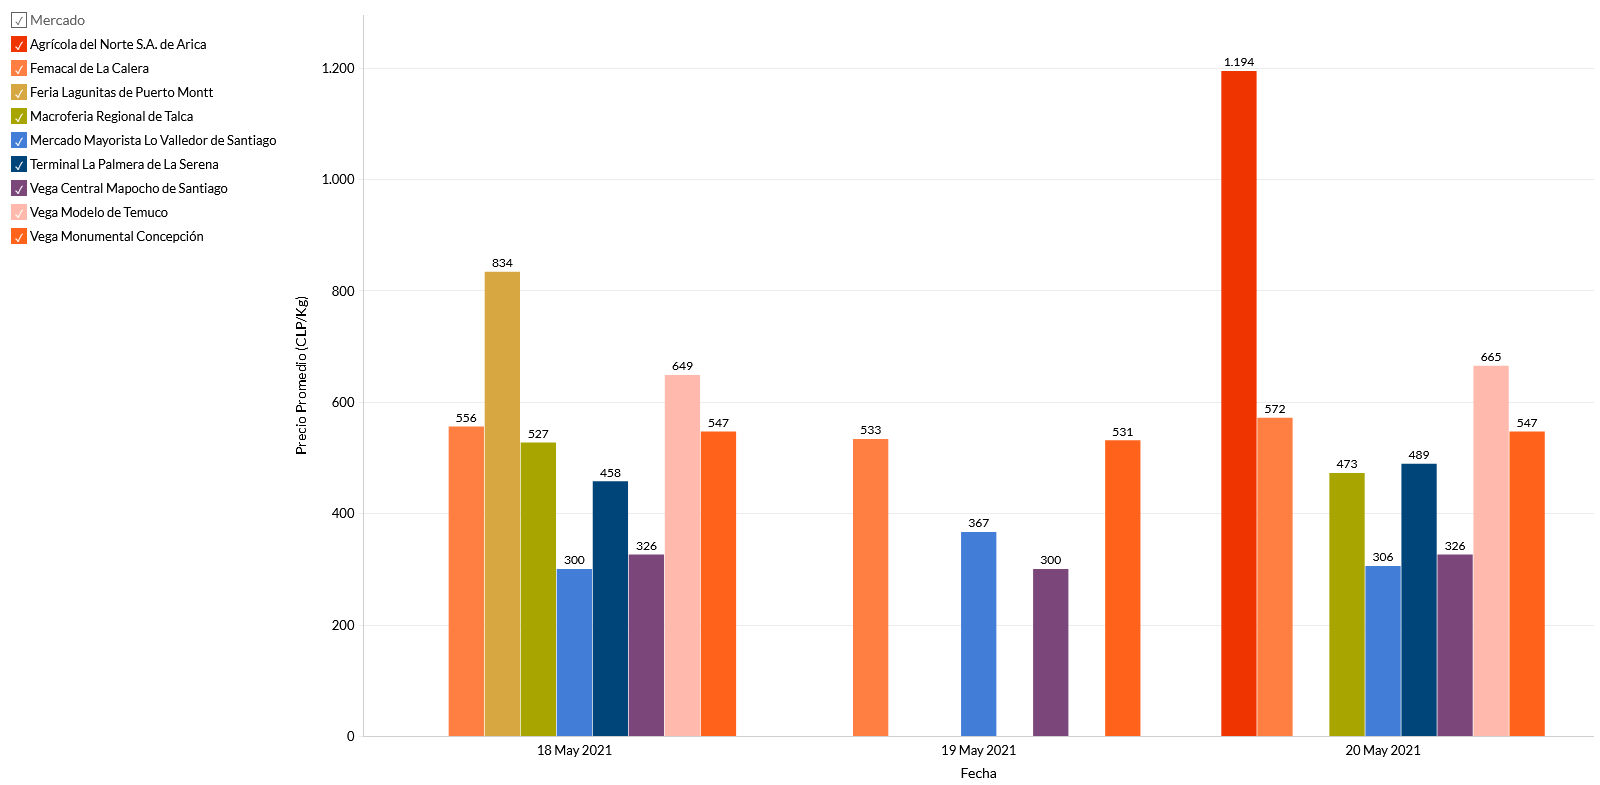 Mercado
Agrícola del Norte S.A. de Arica
Femacal de La Calera
Feria Lagunitas de Puerto Montt
Macroferia Regional de Talca
Mercado Mayorista Lo Valledor de Santiago
Terminal La Palmera de La Serena
Vega Central Mapocho de Santiago
Vega Modelo de Temuco
Vega Monumental Concepción
Precio Promedio (CLP/Kg)
1.200
1.000
800
600
400
200
0
556
834
527
300
458
326
649
547
533
367
300
531
1.194
572
473
306
489
326
665
547
18 May 2021
19 May 2021
20 May 2021
Fecha